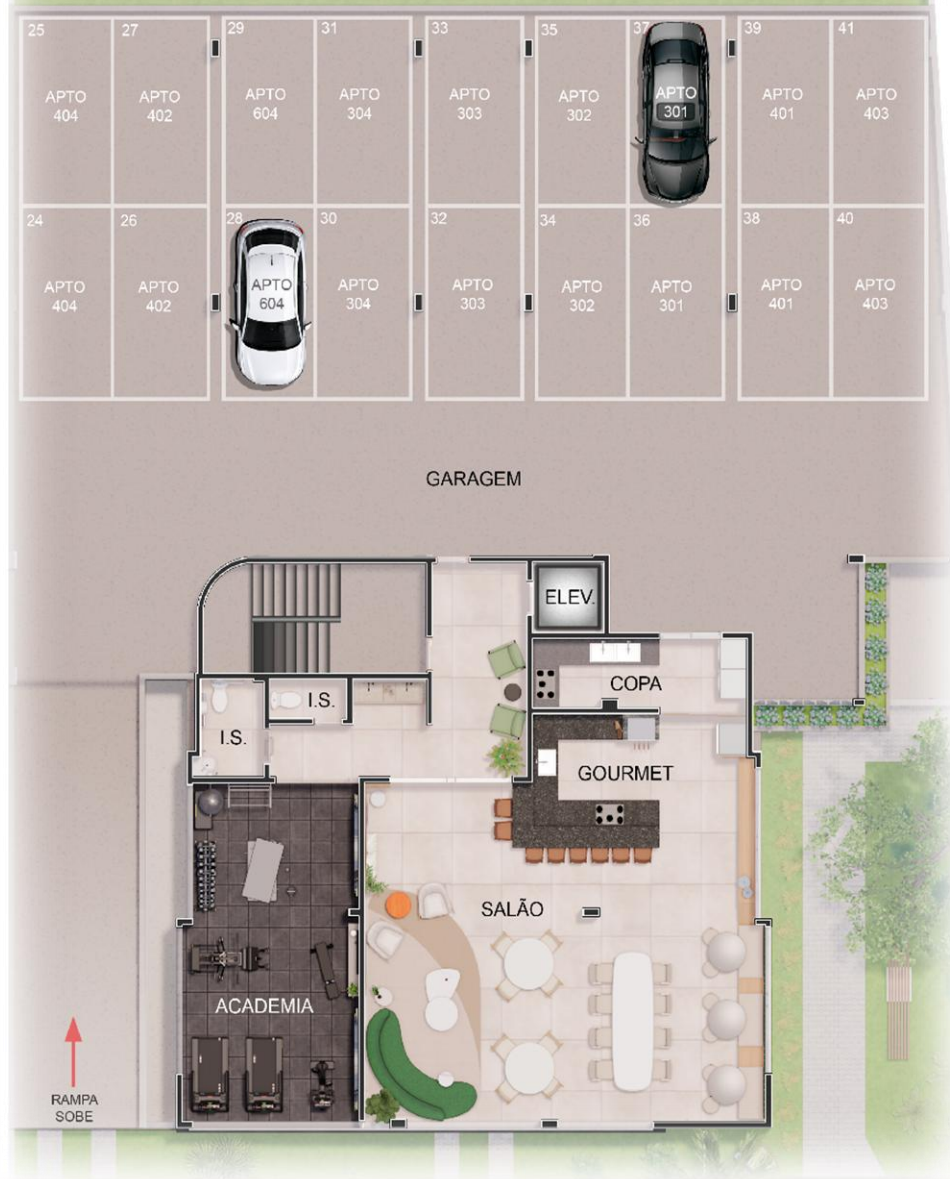 25
27
29
31
33
35
37
39
41
APTO
404
APTO
402
APTO
604
APTO
304
APTO
303
APTO
302
APTO
301
APTO
401
APTO
403
24
26
28
30
32
34
36
38
40
APTO
404
APTO
402
APTO
604
APTO
304
APTO
303
APTO
302
APTO
301
APTO
401
APTO
403
GARAGEM
ELEV.
COPA
I.S.
I.S.
GOURMET
SALÃO
ACADEMIA
RAMPA
SOBE